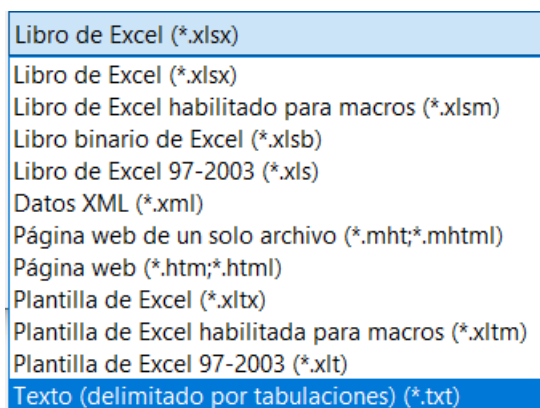 Libro de Excel (*.xlsx)
Libro de Excel (*.xlsx)
Libro de Excel habilitado para macros (*.xlsm)
Libro binario de Excel (*.xlsb)
Libro de Excel 97-2003 (*.xls)
Datos XML (*.xml)
Página web de un solo archivo (*.mht;*.mhtml)
Página web (*.htm;*.html)
Plantilla de Excel (*.xltx)
Plantilla de Excel habilitada para macros (*.xltm)
Plantilla de Excel 97-2003 (*.xlt)
Texto (delimitado por tabulaciones) (*.txt)